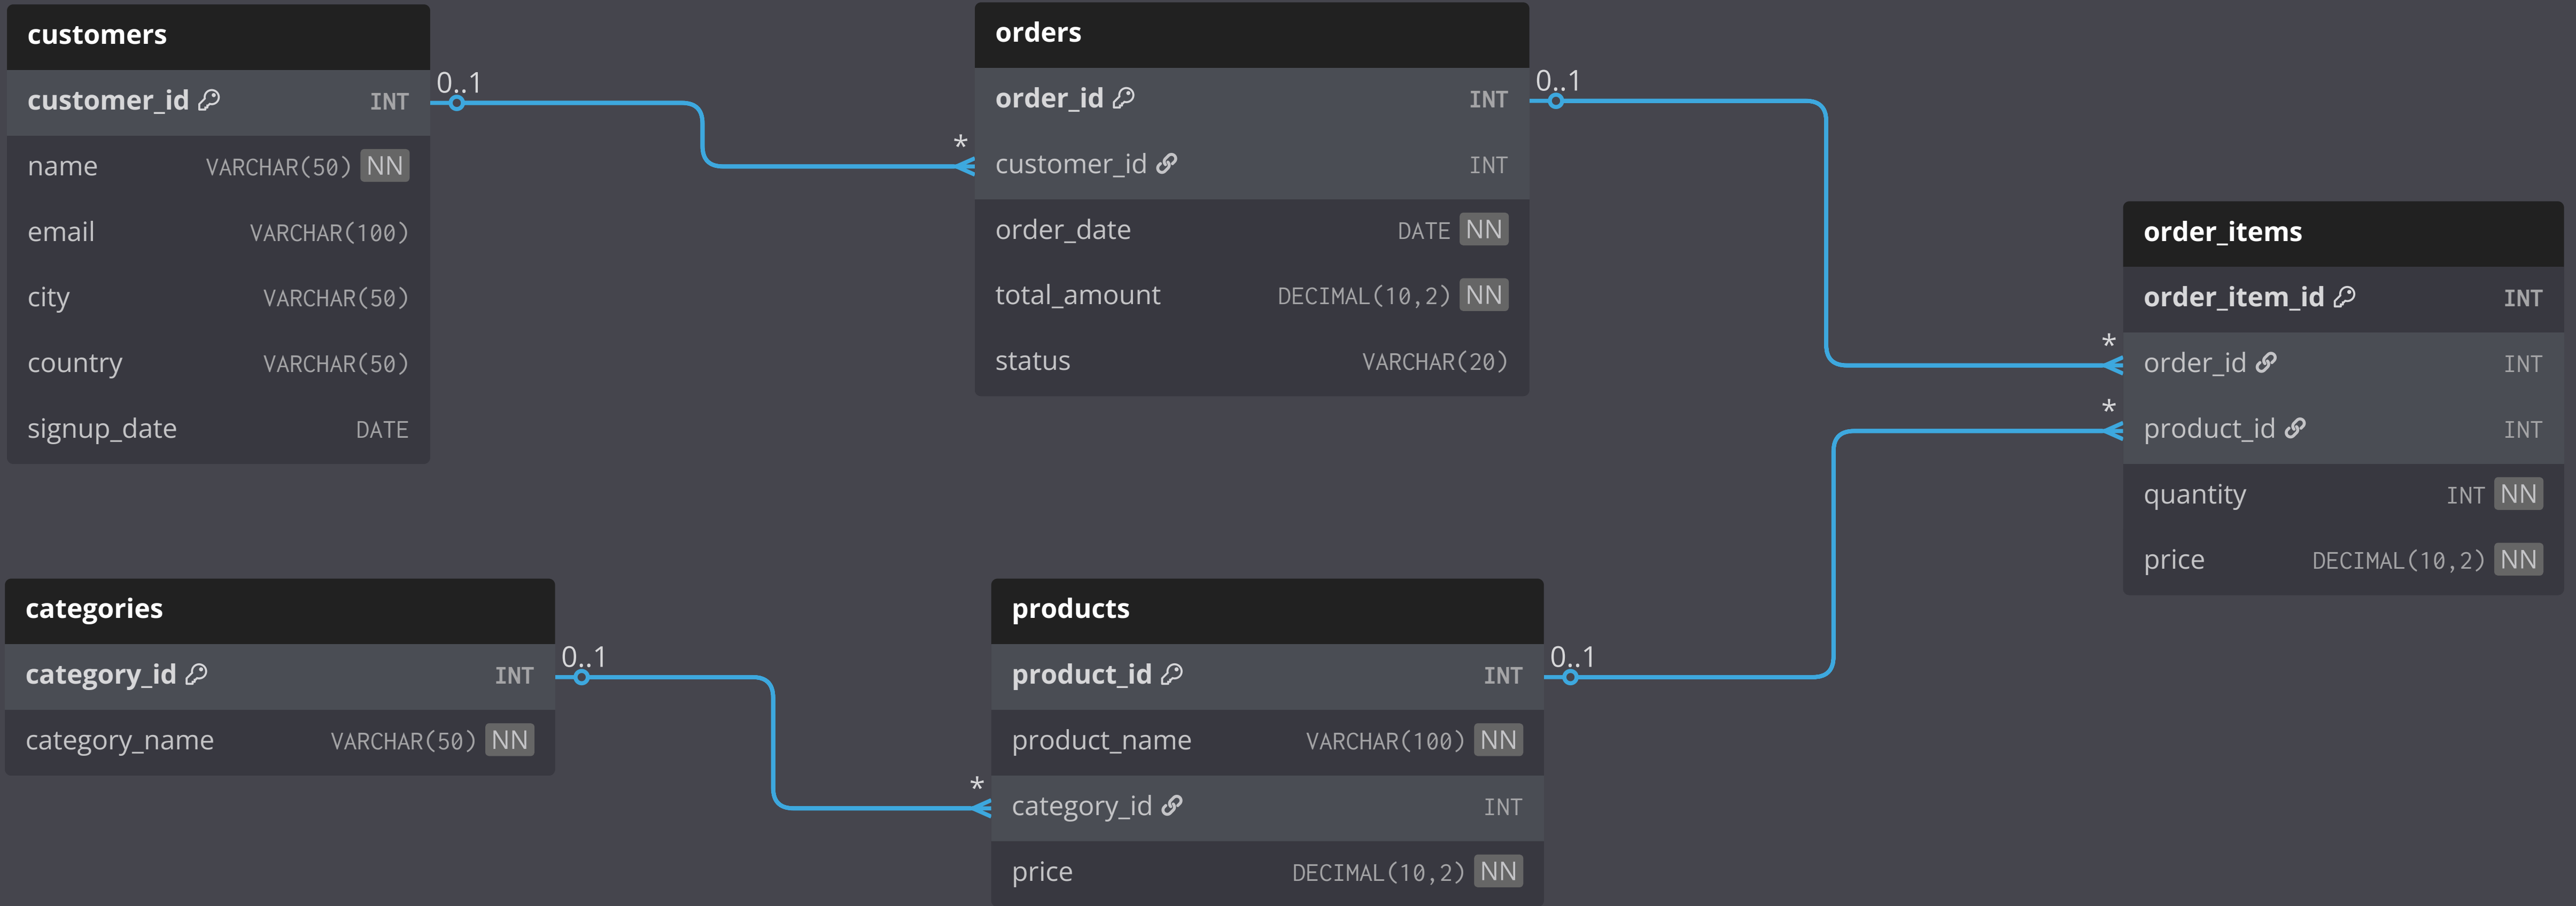 customers
customer_id INT
name VARCHAR(50) NN
email VARCHAR(100)
city VARCHAR(50)
country VARCHAR(50)
signup_date DATE
0..1
*
orders
order_id INT
customer_id INT
order_date DATE NN
total_amount DECIMAL(10,2) NN
status VARCHAR(20)
0..1
*
*
order_items
order_item_id INT
order_id INT
product_id INT
quantity INT NN
price DECIMAL(10,2) NN
categories
category_id INT
category_name VARCHAR(50) NN
0..1
*
products
product_id INT
product_name VARCHAR(100) NN
category_id INT
price DECIMAL(10,2) NN
0..1